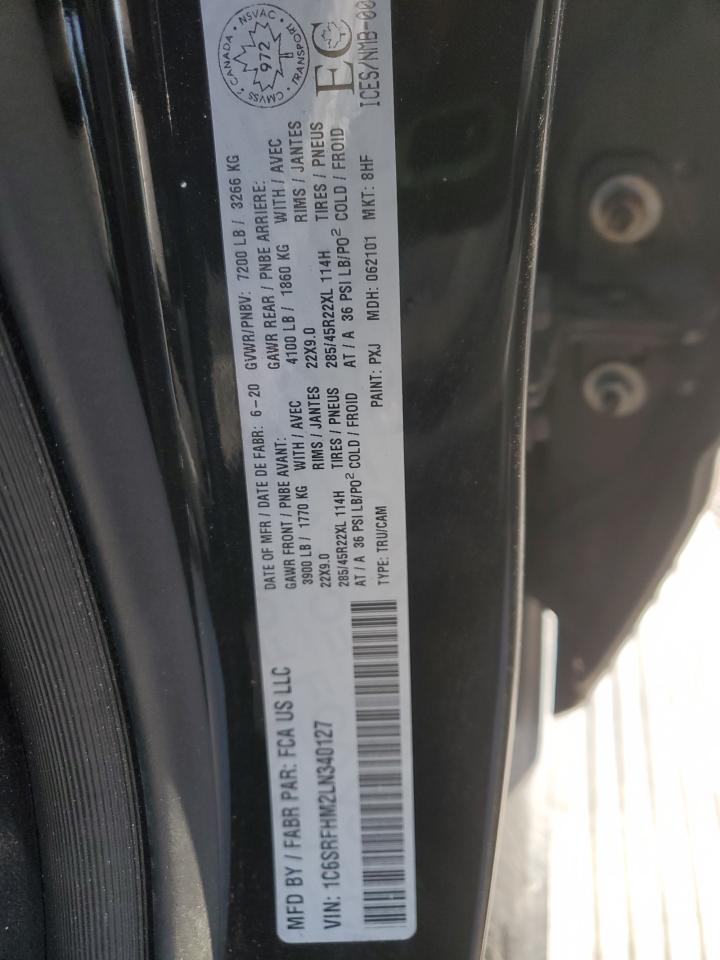 MFD BY / FABR PAR: FCA US LLC
DATE OF MFR / DATE DE FABR: 6-20 GVWR/PNBV: 7200 LB / 3266 KG
GAWR FRONT / PNBE AVANT: GAWR REAR / PNBE ARRIERE:
3900 LB / 1770 KG WITH / AVEC 4100 LB / 1860 KG WITH / AVEC
22X9.0 RIMS / JANTES 22X9.0 RIMS / JANTES
285/45R22XL 114H TIRES / PNEUS 285/45R22XL 114H TIRES / PNEUS
AT / A 36 PSI LB/PO² COLD / FROID AT / A 36 PSI LB/PO² COLD / FROID
VIN: 1C6SRFHM2LN340127
TYPE: TRU/CAM PAINT: PXJ MDH: 062101 MKT: 8HF
CANADA • NSVAC • TRANSPORT • CMVSS
972
EC
ICES/NMB-00